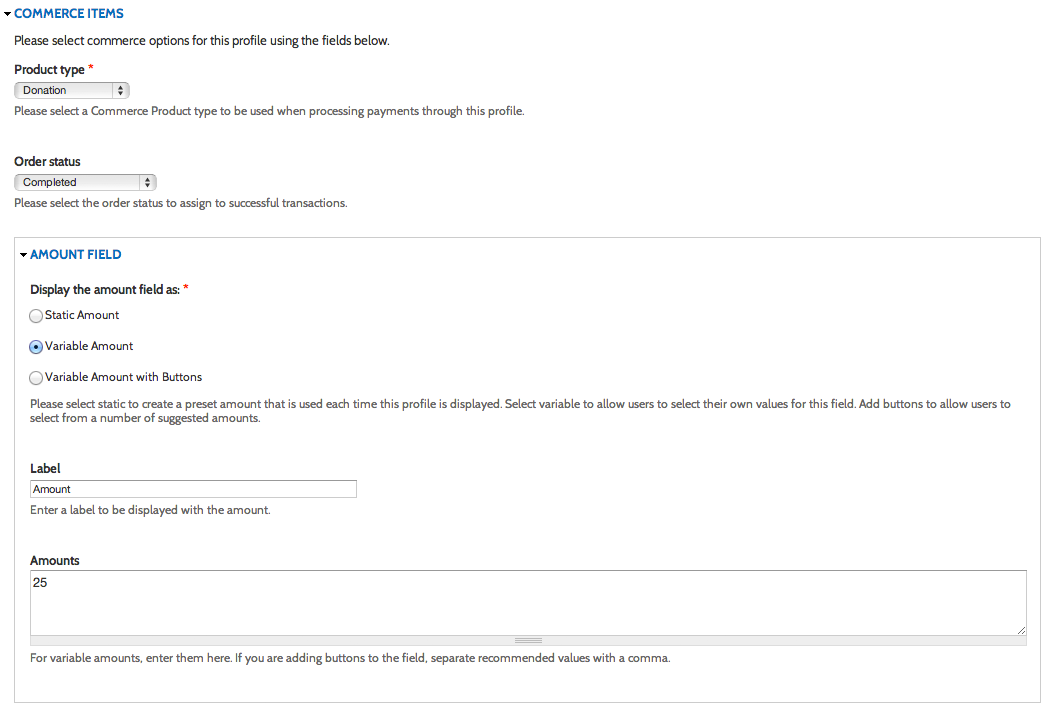 COMMERCE ITEMS
Please select commerce options for this profile using the fields below.
Product type *
Donation
Please select a Commerce Product type to be used when processing payments through this profile.
Order status
Completed
Please select the order status to assign to successful transactions.
AMOUNT FIELD
Display the amount field as: *
Static Amount
Variable Amount
Variable Amount with Buttons
Please select static to create a preset amount that is used each time this profile is displayed. Select variable to allow users to select their own values for this field. Add buttons to allow users to
select from a number of suggested amounts.
Label
Amount
Enter a label to be displayed with the amount.
Amounts
25
For variable amounts, enter them here. If you are adding buttons to the field, separate recommended values with a comma.